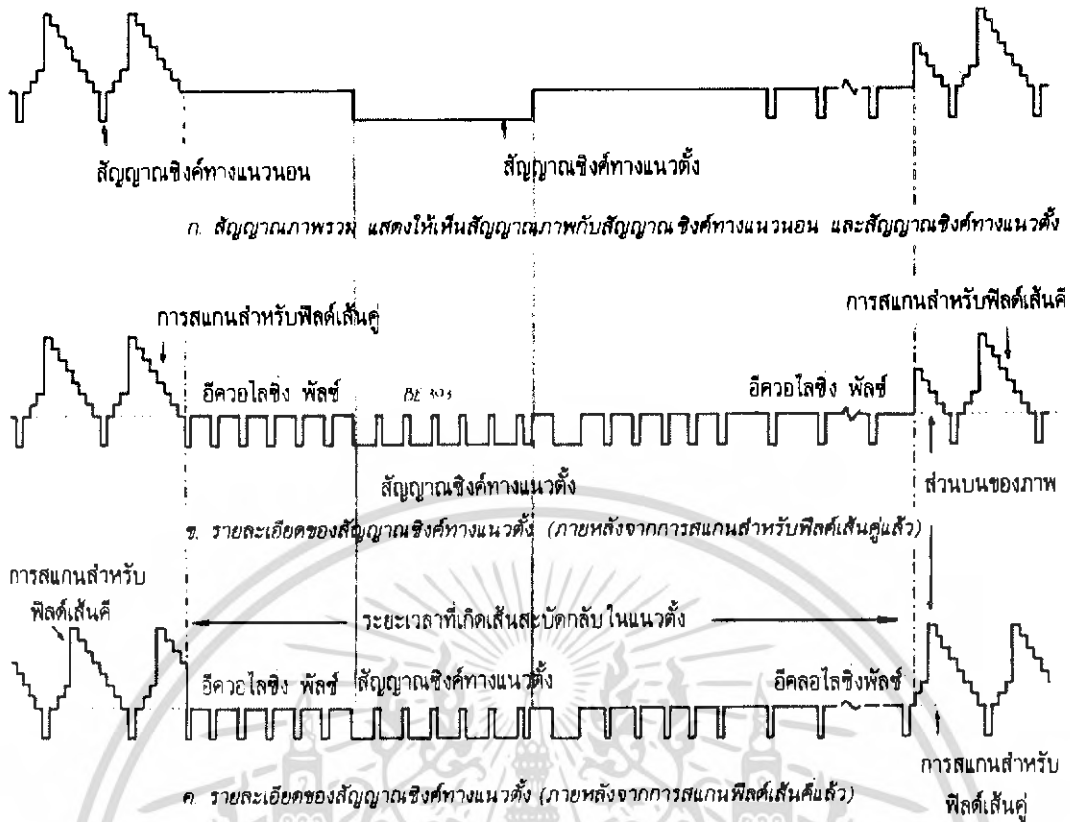 สัญญาณซิงค์ทางแนวนอน
สัญญาณซิงค์ทางแนวตั้ง
ก. สัญญาณภาพรวม แสดงให้เห็นสัญญาณภาพกับสัญญาณซิงค์ทางแนวนอน และสัญญาณซิงค์ทางแนวตั้ง
การสแกนสำหรับฟีลด์เส้นคู่
การสแกนสำหรับฟีลด์เส้นคี่
อีควอไลซิง พัลซ์
อีควอไลซิง พัลซ์
สัญญาณซิงค์ทางแนวตั้ง
ส่วนบนของภาพ
ข. รายละเอียดของสัญญาณซิงค์ทางแนวตั้ง (ภายหลังจากการสแกนสำหรับฟีลด์เส้นคู่แล้ว)
การสแกนสำหรับ
ฟีลด์เส้นคี่
ระยะเวลาที่เกิดเส้นสะบัดกลับในแนวตั้ง
อีควอไลซิง พัลซ์
สัญญาณซิงค์ทางแนวตั้ง
อีคลอไลซิงพัลซ์
การสแกนสำหรับ
ฟีลด์เส้นคู่
ค. รายละเอียดของสัญญาณซิงค์ทางแนวตั้ง (ภายหลังจากการสแกนฟีลด์เส้นคี่แล้ว)